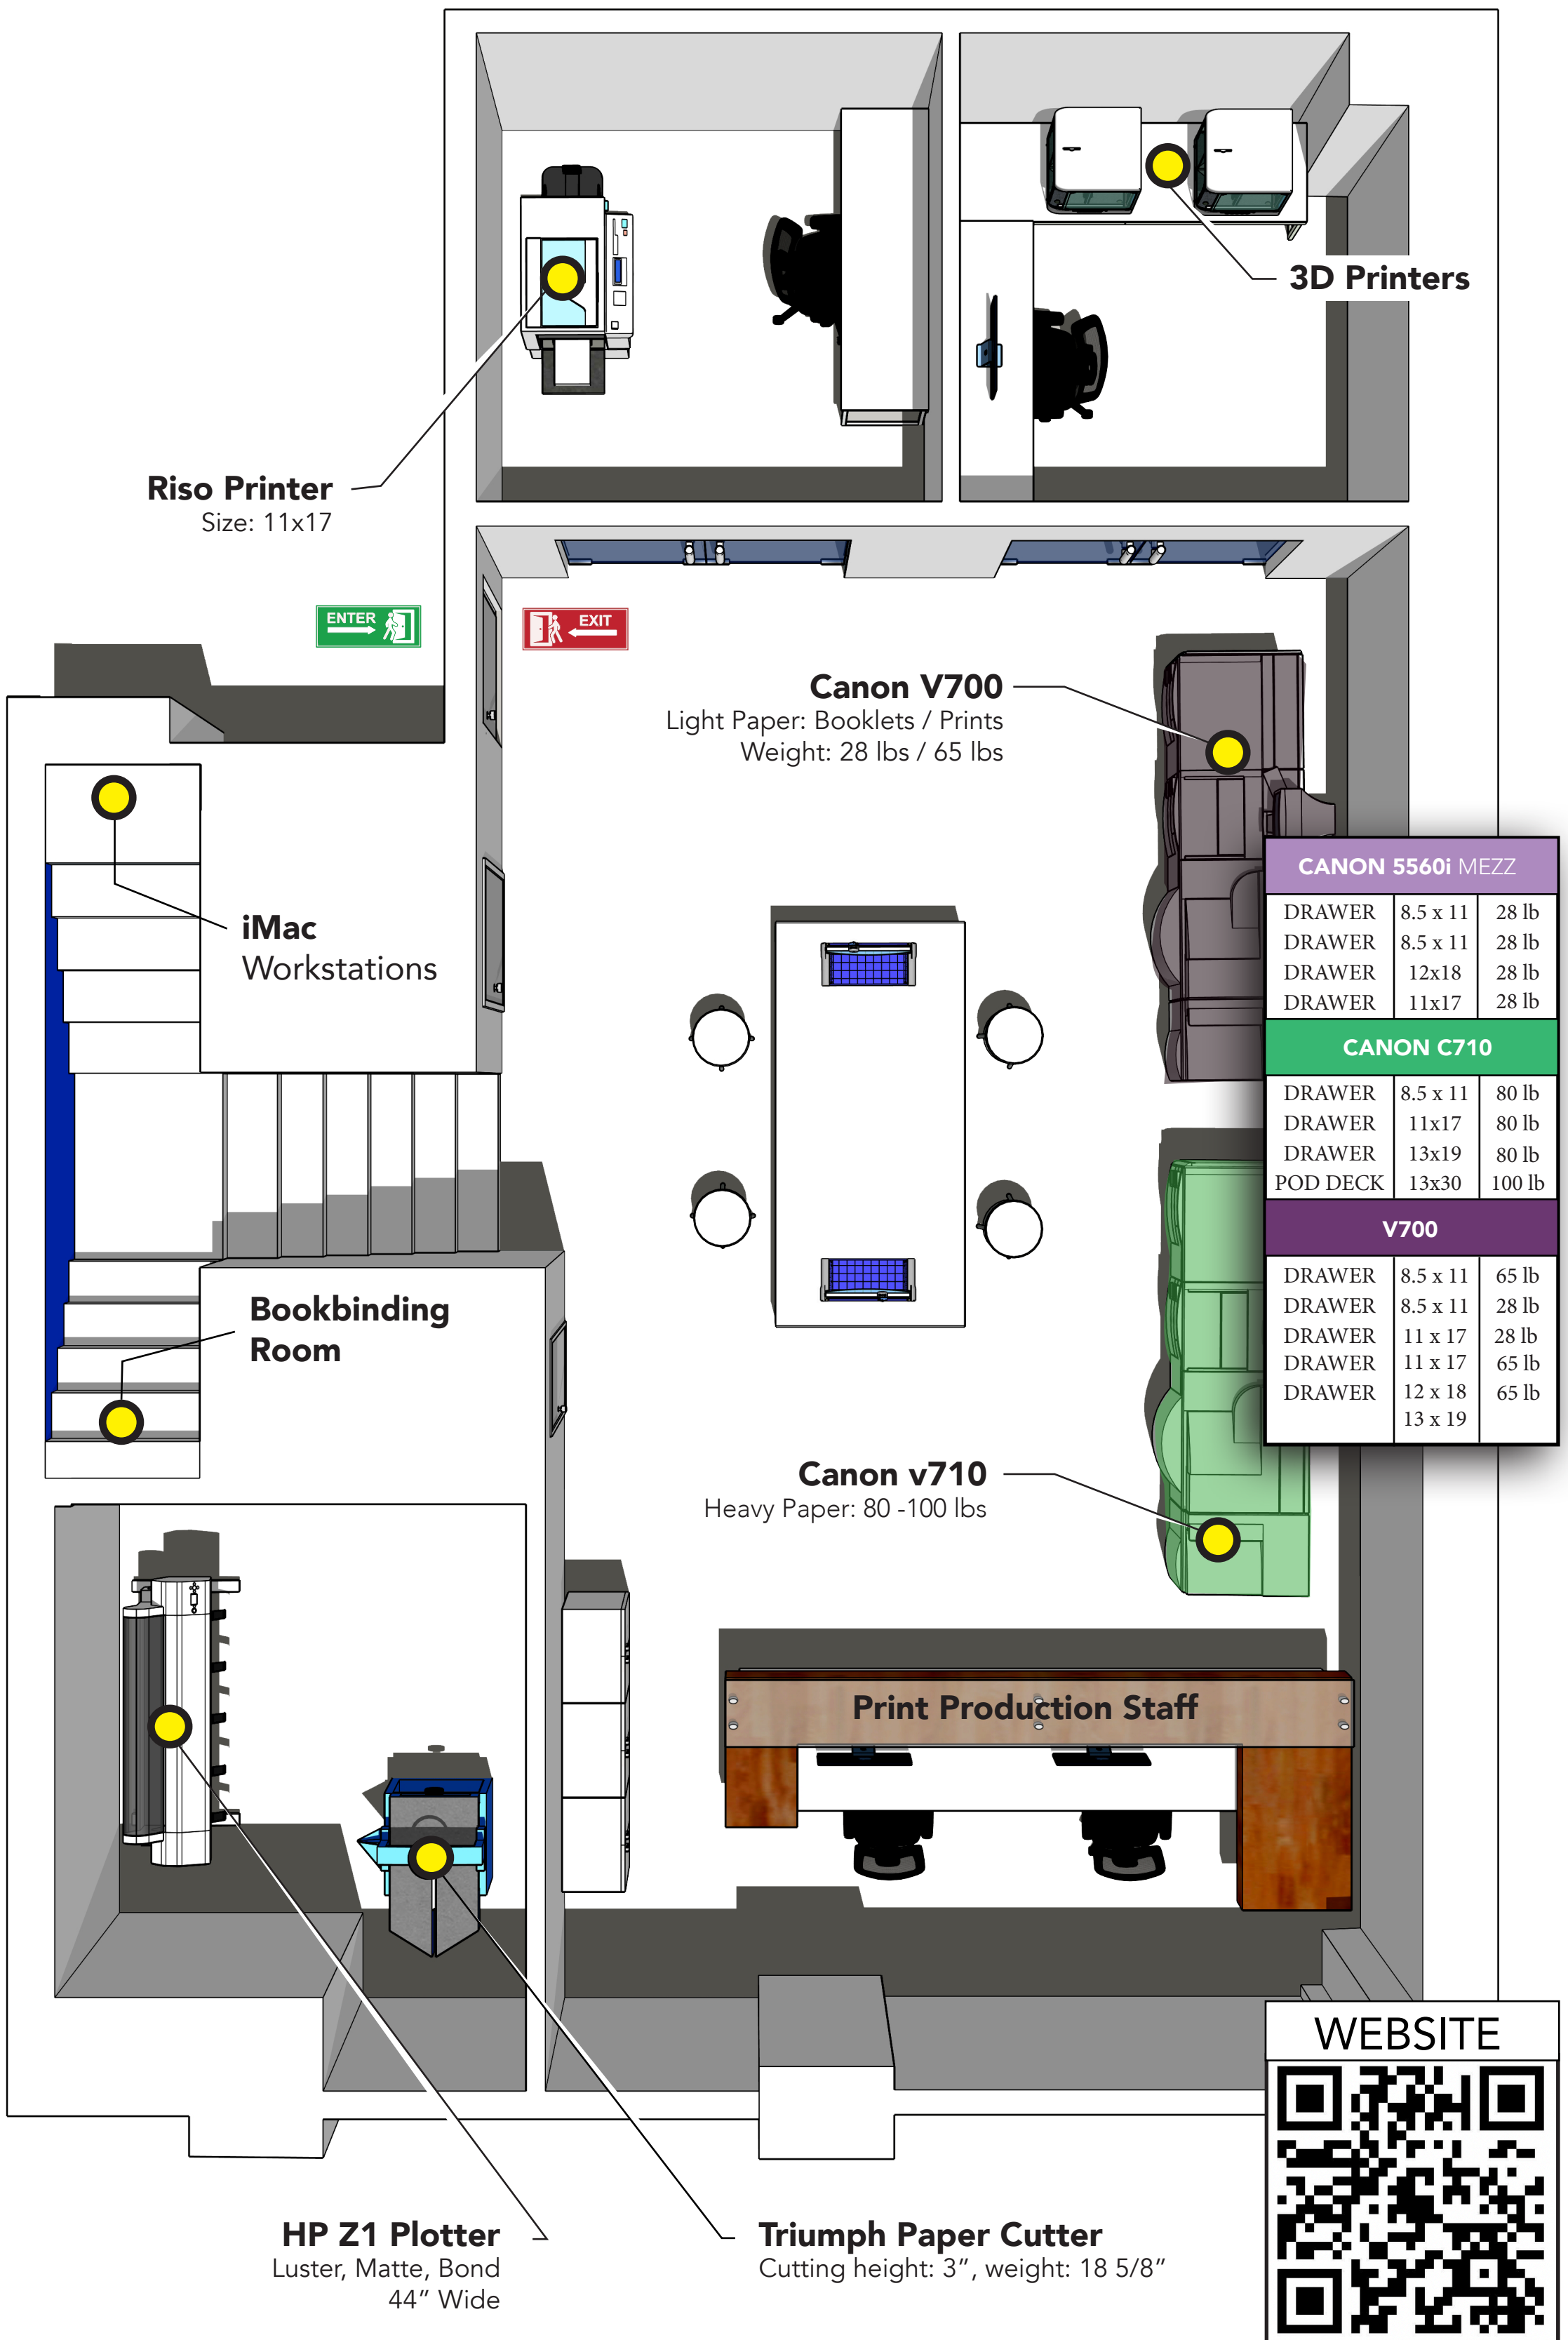 3D Printers
Riso Printer
Size: 11x17
ENTER
EXIT
Canon V700
Light Paper: Booklets / Prints
Weight: 28 lbs / 65 lbs
iMac
Workstations
CANON 5560i MEZZ
DRAWER 8.5 x 11 28 lb
DRAWER 8.5 x 11 28 lb
DRAWER 12x18 28 lb
DRAWER 11x17 28 lb
CANON C710
DRAWER 8.5 x 11 80 lb
DRAWER 11x17 80 lb
DRAWER 13x19 80 lb
POD DECK 13x30 100 lb
V700
DRAWER 8.5 x 11 65 lb
DRAWER 8.5 x 11 28 lb
DRAWER 11 x 17 28 lb
DRAWER 11 x 17 65 lb
DRAWER 12 x 18 65 lb
13 x 19
Bookbinding
Room
Canon v710
Heavy Paper: 80 -100 lbs
Print Production Staff
WEBSITE
HP Z1 Plotter
Luster, Matte, Bond
44” Wide
Triumph Paper Cutter
Cutting height: 3”, weight: 18 5/8”